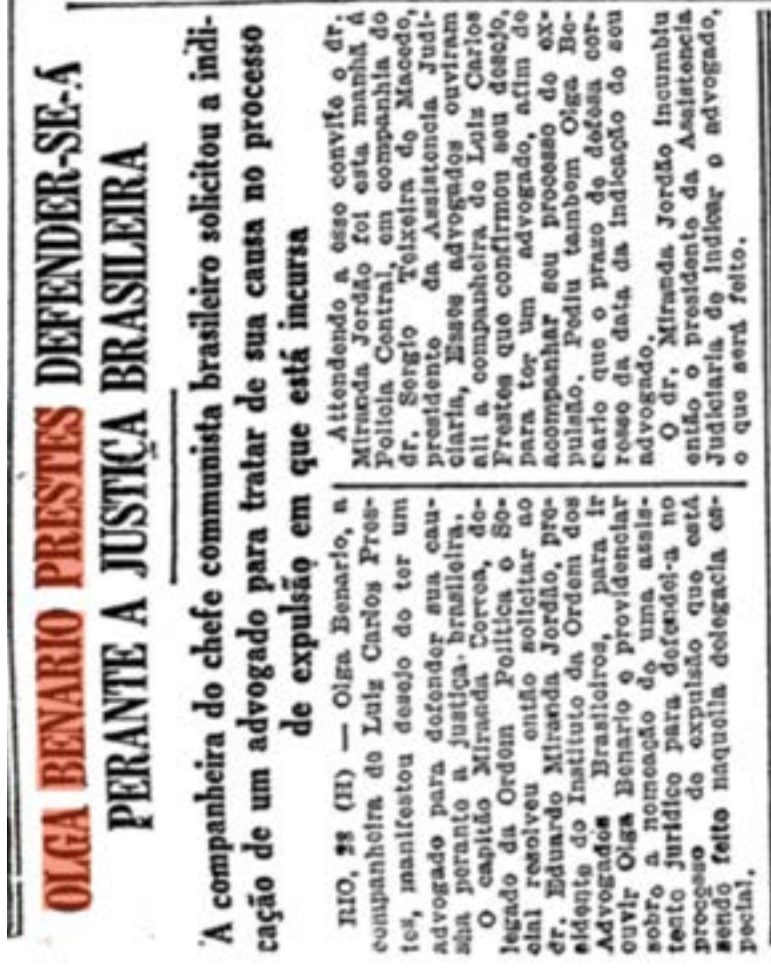 OLGA BENARIO PRESTES DEFENDER-SE-Á
PERANTE A JUSTIÇA BRASILEIRA
A companheira do chefe communista brasileiro solicitou a indi-
cação de um advogado para tratar de sua causa no processo
de expulsão em que está incursa
RIO, 28 (H) — Olga Benario, a
companheira de Luiz Carlos Pres-
tes, manifestou desejo de ter um
advogado para defender sua cau-
sa perante a justiça brasileira.
O capitão Miranda Correa, de-
legado da Ordem Politica e So-
cial resolveu então solicitar ao
dr. Eduardo Miranda Jordão, pre-
sidente do Instituto da Ordem dos
Advogados Brasileiros, para ir
ouvir Olga Benario e providenciar
sobre a nomeação de uma assis-
tente juridico para defendel-a no
processo de expulsão que está
sendo feito naquella delegacia es-
pecial.
Attendendo a esse convite o dr.
Miranda Jordão foi esta manhã á
Policia Central, em companhia do
dr. Sergio Teixeira de Macedo,
presidente da Assistencia Judi-
ciaria, Esses advogados ouviram
ali a companheira de Luiz Carlos
Prestes que confirmou seu desejo,
para ter um advogado, afim de
acompanhar seu processo de ex-
pulsão. Pediu tambem Olga Be-
nario que o prazo de defesa cor-
resse da data da indicação do seu
advogado.
O dr. Miranda Jordão incumbiu
então o presidente da Assistencia
Judiciaria de indicar o advogado,
o que será feito.